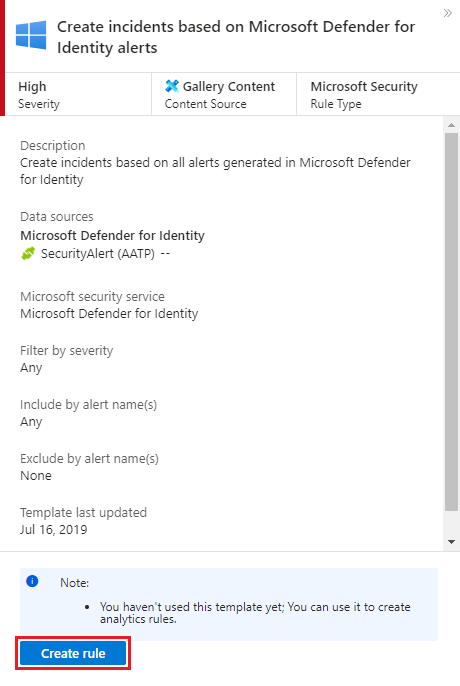 Create incidents based on Microsoft Defender for
Identity alerts
High
Severity
Gallery Content
Content Source
Microsoft Security
Rule Type
Description
Create incidents based on all alerts generated in Microsoft Defender
for Identity
Data sources
Microsoft Defender for Identity
SecurityAlert (AATP) --
Microsoft security service
Microsoft Defender for Identity
Filter by severity
Any
Include by alert name(s)
Any
Exclude by alert name(s)
None
Template last updated
Jul 16, 2019
Note:
• You haven't used this template yet; You can use it to create
analytics rules.
Create rule